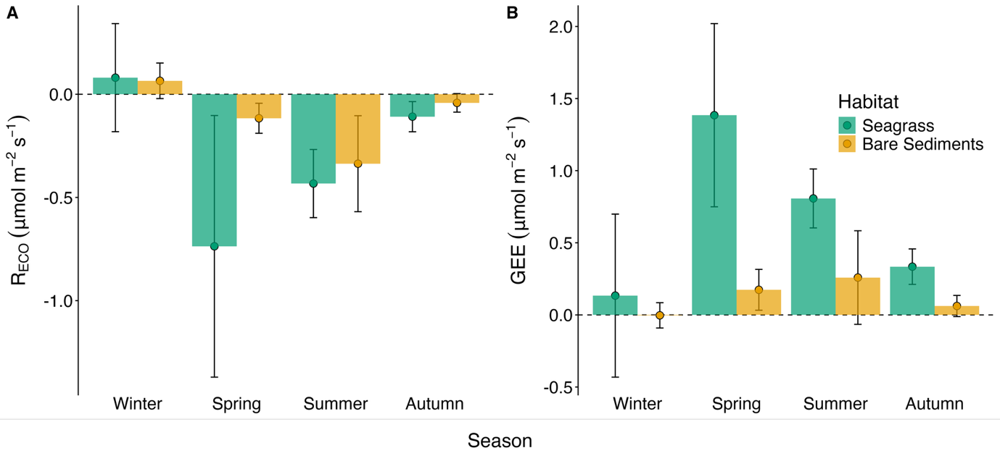 A
R_ECO (μmol m⁻² s⁻¹)
0.0
-0.5
-1.0
Winter Spring Summer Autumn
B
GEE (μmol m⁻² s⁻¹)
2.0
1.5
1.0
0.5
0.0
-0.5
Habitat
Seagrass
Bare Sediments
Winter Spring Summer Autumn
Season